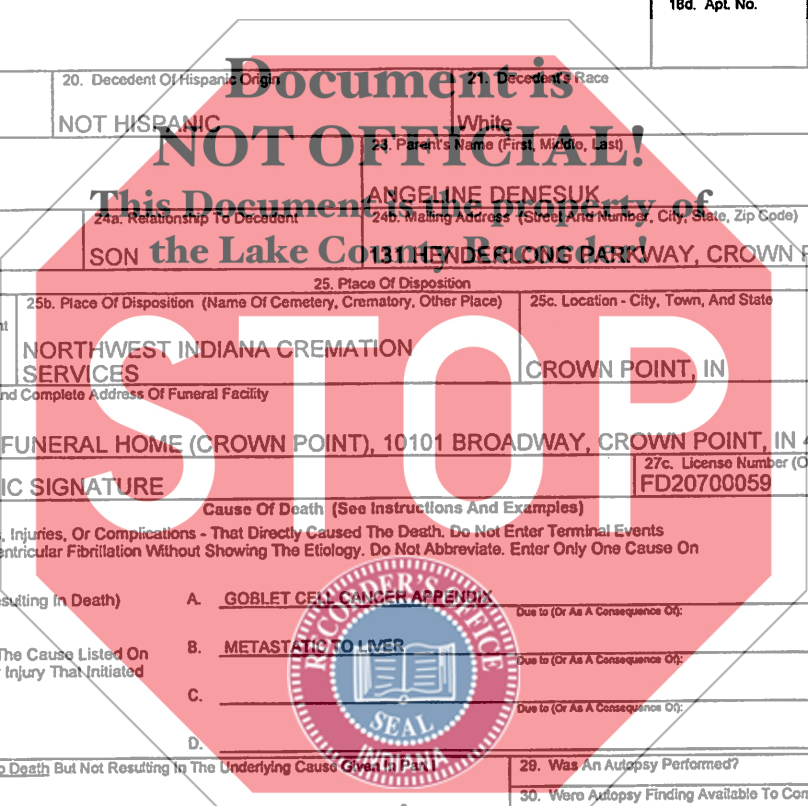 18d. Apt. No.
20. Decedent Of Hispanic Origin
21. Decedent's Race
Document is
NOT HISPANIC
White
NOT OFFICIAL!
23. Parent's Name (First, Middle, Last)
ANGELINE DENESUK
This Document is the property of
24a. Relationship To Decedent
24b. Mailing Address (Street And Number, City, State, Zip Code)
SON
the Lake County Recorder!
131 HENDERLONG PARKWAY, CROWN
25. Place Of Disposition
25b. Place Of Disposition (Name Of Cemetery, Crematory, Other Place)
25c. Location - City, Town, And State
NORTHWEST INDIANA CREMATION
SERVICES
CROWN POINT, IN
STOP
nd Complete Address Of Funeral Facility
FUNERAL HOME (CROWN POINT), 10101 BROADWAY, CROWN POINT, IN
27c. License Number
IC SIGNATURE
FD20700059
Cause Of Death (See Instructions And Examples)
, Injuries, Or Complications - That Directly Caused The Death. Do Not Enter Terminal Events
entricular Fibrillation Without Showing The Etiology. Do Not Abbreviate. Enter Only One Cause On
sulting In Death)
A. GOBLET CELL CANCER APPENDIX
Due to (Or As A Consequence Of):
The Cause Listed On
B. METASTATIC TO LIVER
Due to (Or As A Consequence Of):
Injury That Initiated
C.
Due to (Or As A Consequence Of):
D.
RECORDER'S OFFICE
SEAL
INDIANA
o Death But Not Resulting In The Underlying Cause Given In Part I
29. Was An Autopsy Performed?
30. Were Autopsy Finding Available To